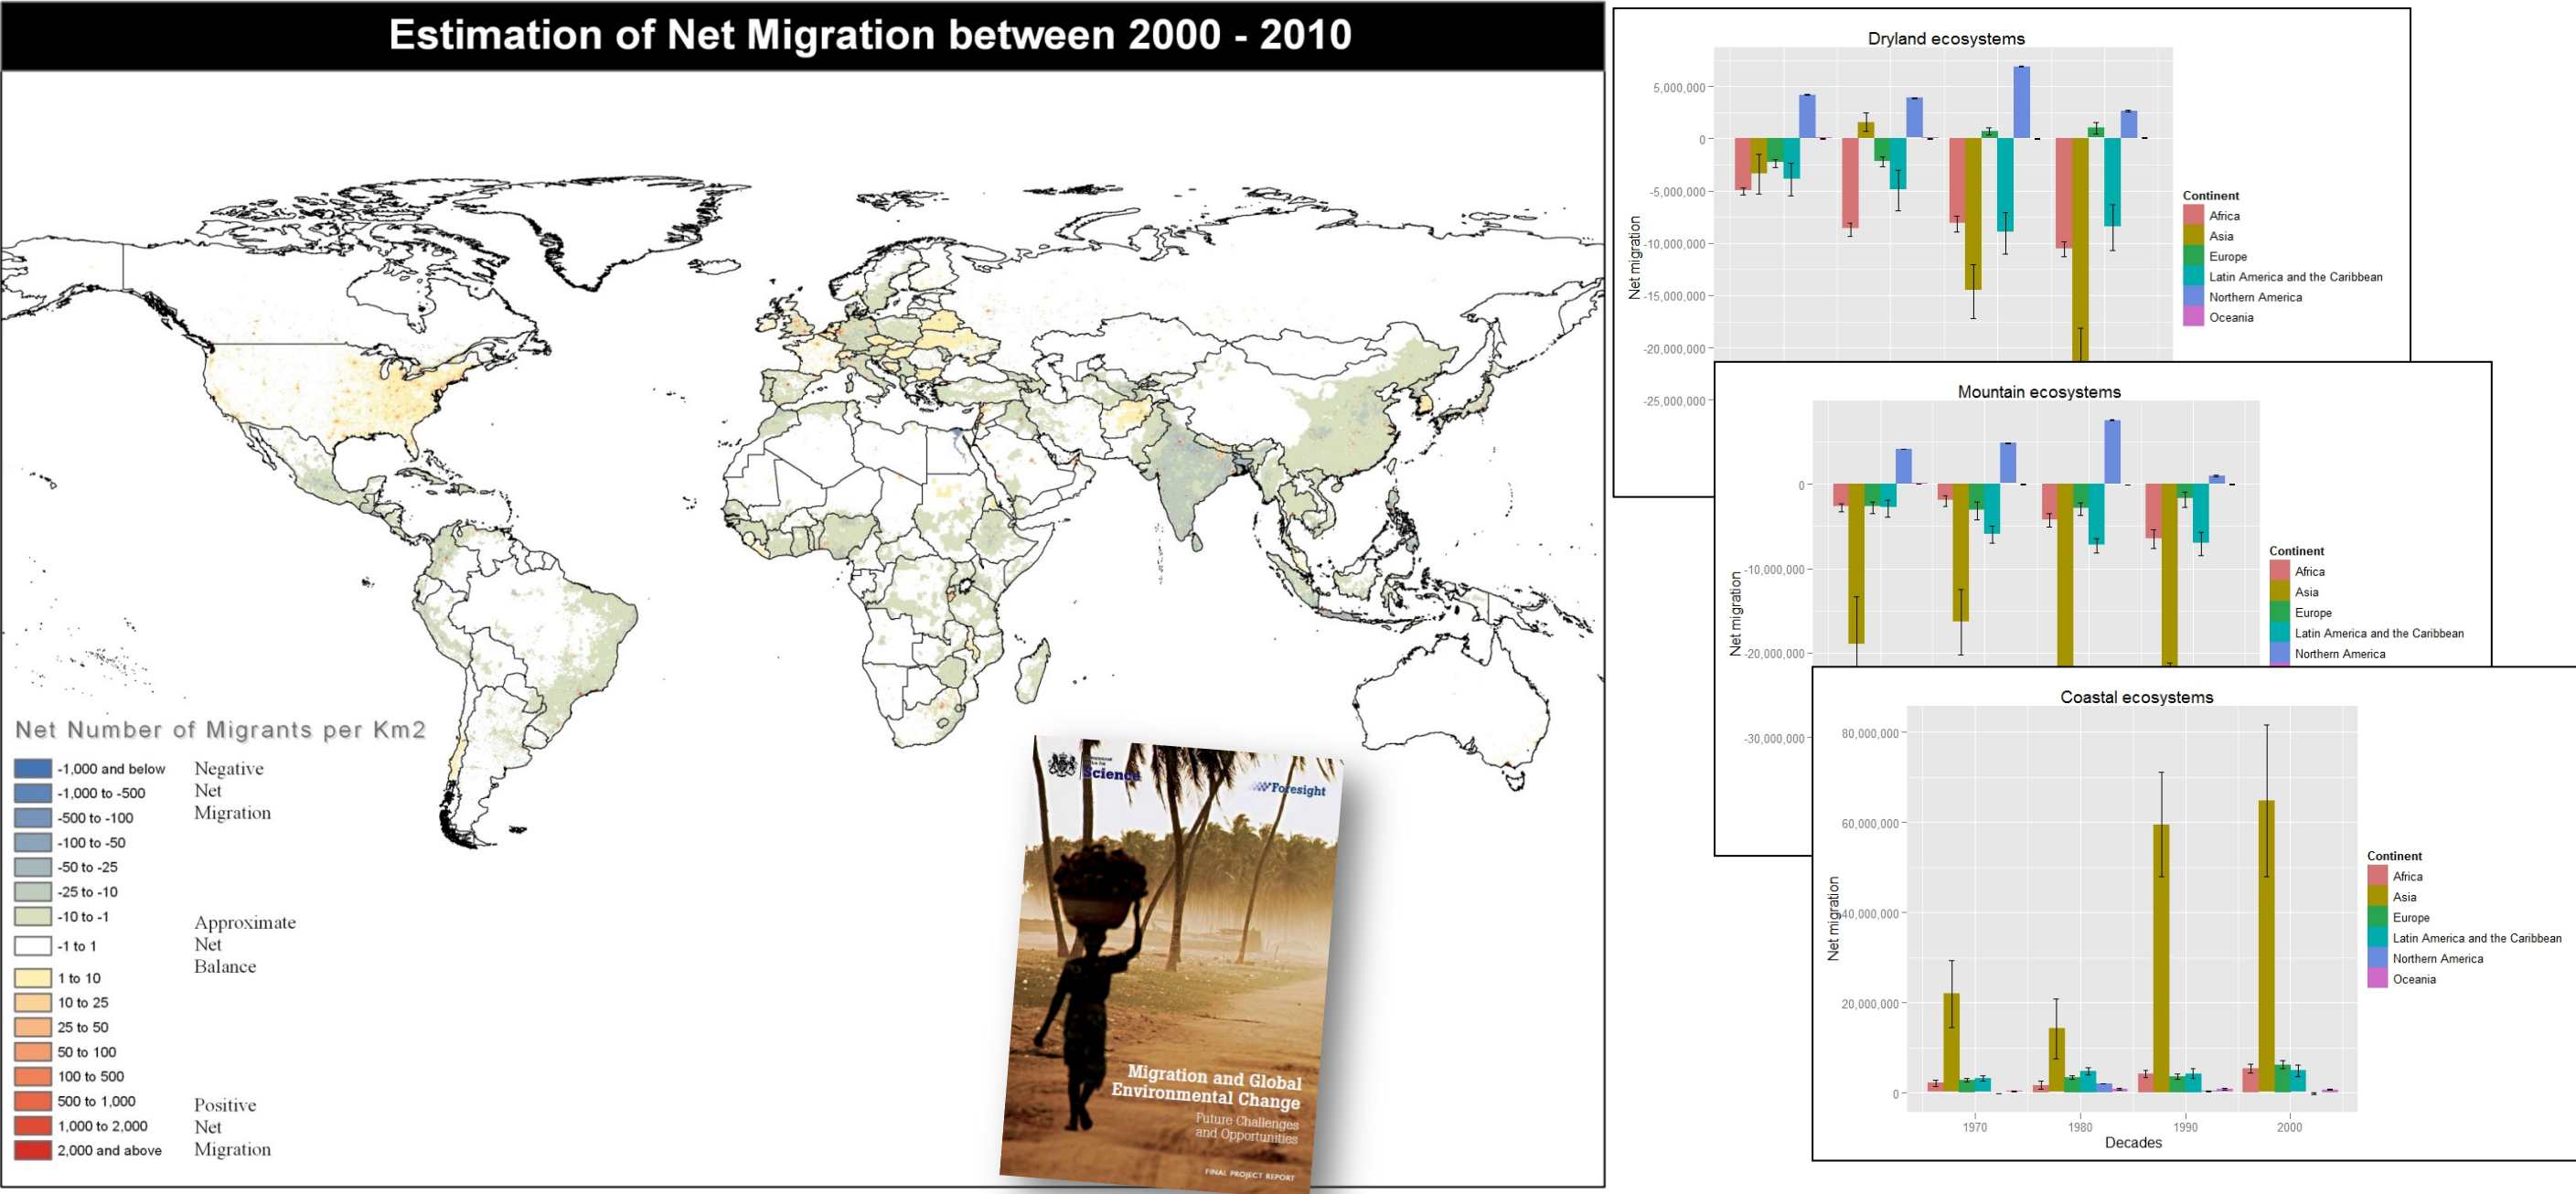 Estimation of Net Migration between 2000 - 2010
Net Number of Migrants per Km2
-1,000 and below
-1,000 to -500
-500 to -100
-100 to -50
-50 to -25
-25 to -10
-10 to -1
-1 to 1
1 to 10
10 to 25
25 to 50
50 to 100
100 to 500
500 to 1,000
1,000 to 2,000
2,000 and above
Negative
Net
Migration
Approximate
Net
Balance
Positive
Net
Migration
Science
Foresight
Migration and Global
Environmental Change
Future Challenges
and Opportunities
FINAL PROJECT REPORT
Dryland ecosystems
Net migration
5,000,000
0
-5,000,000
-10,000,000
-15,000,000
-20,000,000
-25,000,000
Continent
Africa
Asia
Europe
Latin America and the Caribbean
Northern America
Oceania
Mountain ecosystems
Net migration
0
-10,000,000
-20,000,000
-30,000,000
Continent
Africa
Asia
Europe
Latin America and the Caribbean
Northern America
Coastal ecosystems
Net migration
80,000,000
60,000,000
40,000,000
20,000,000
0
1970
1980
1990
2000
Decades
Continent
Africa
Asia
Europe
Latin America and the Caribbean
Northern America
Oceania